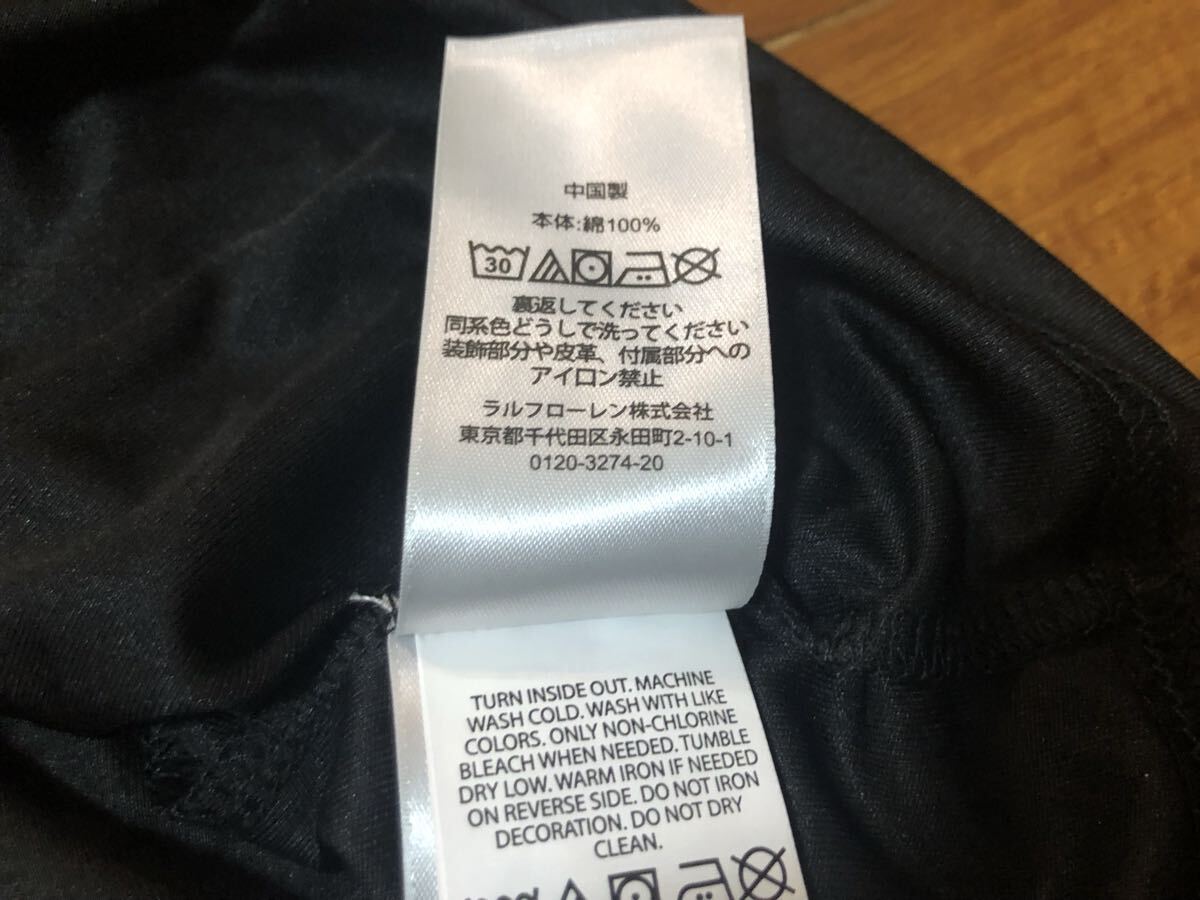 中国製
本体:綿100%
30
裏返してください
同系色どうしで洗ってください
装飾部分や皮革、付属部分への
アイロン禁止
ラルフローレン株式会社
東京都千代田区永田町2-10-1
0120-3274-20
TURN INSIDE OUT. MACHINE
WASH COLD. WASH WITH LIKE
COLORS. ONLY NON-CHLORINE
BLEACH WHEN NEEDED. TUMBLE
DRY LOW. WARM IRON IF NEEDED
ON REVERSE SIDE. DO NOT IRON
DECORATION. DO NOT DRY
CLEAN.